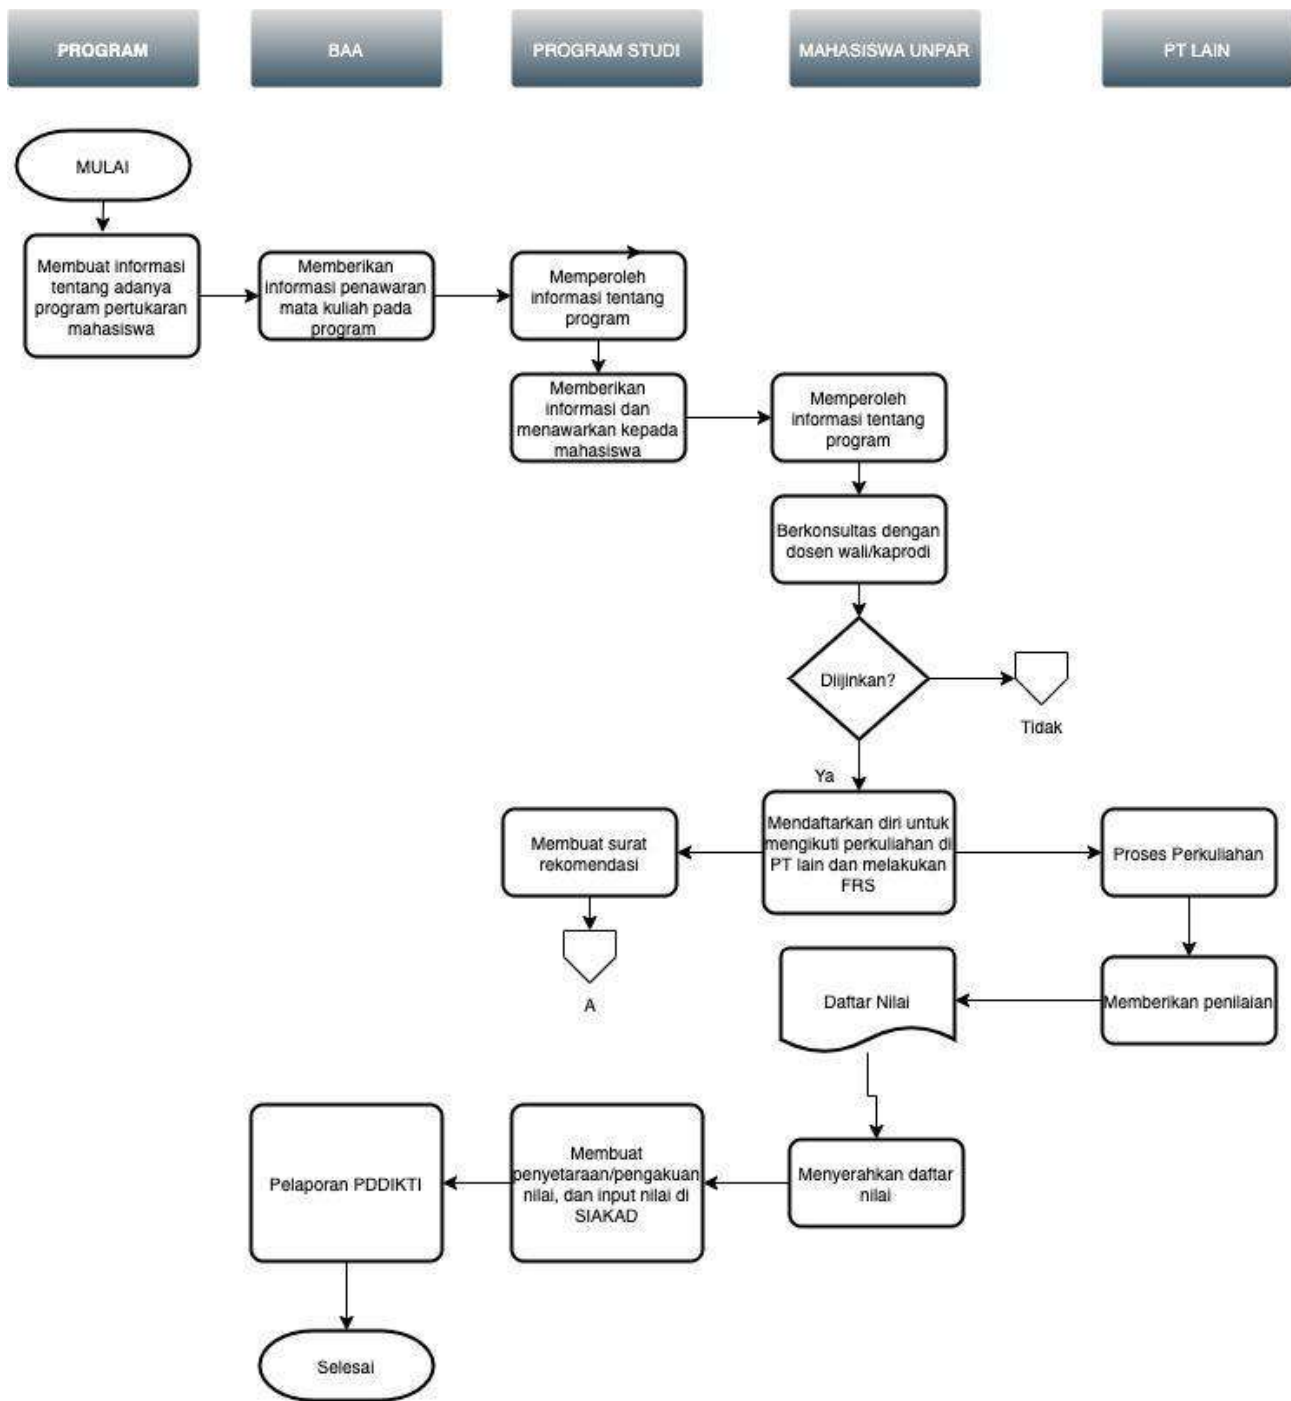 PROGRAM
BAA
PROGRAM STUDI
MAHASISWA UNPAR
PT LAIN
MULAI
Membuat informasi
tentang adanya
program pertukaran
mahasiswa
Memberikan
informasi penawaran
mata kuliah pada
program
Memperoleh
informasi tentang
program
Memberikan
informasi dan
menawarkan kepada
mahasiswa
Memperoleh
informasi tentang
program
Berkonsultas dengan
dosen wali/kaprodi
Diijinkan?
Tidak
Ya
Membuat surat
rekomendasi
Mendaftarkan diri untuk
mengikuti perkuliahan di
PT lain dan melakukan
FRS
Proses Perkuliahan
A
Daftar Nilai
Memberikan penilaian
Pelaporan PDDIKTI
Membuat
penyetaraan/pengakuan
nilai, dan input nilai di
SIAKAD
Menyerahkan daftar
nilai
Selesai